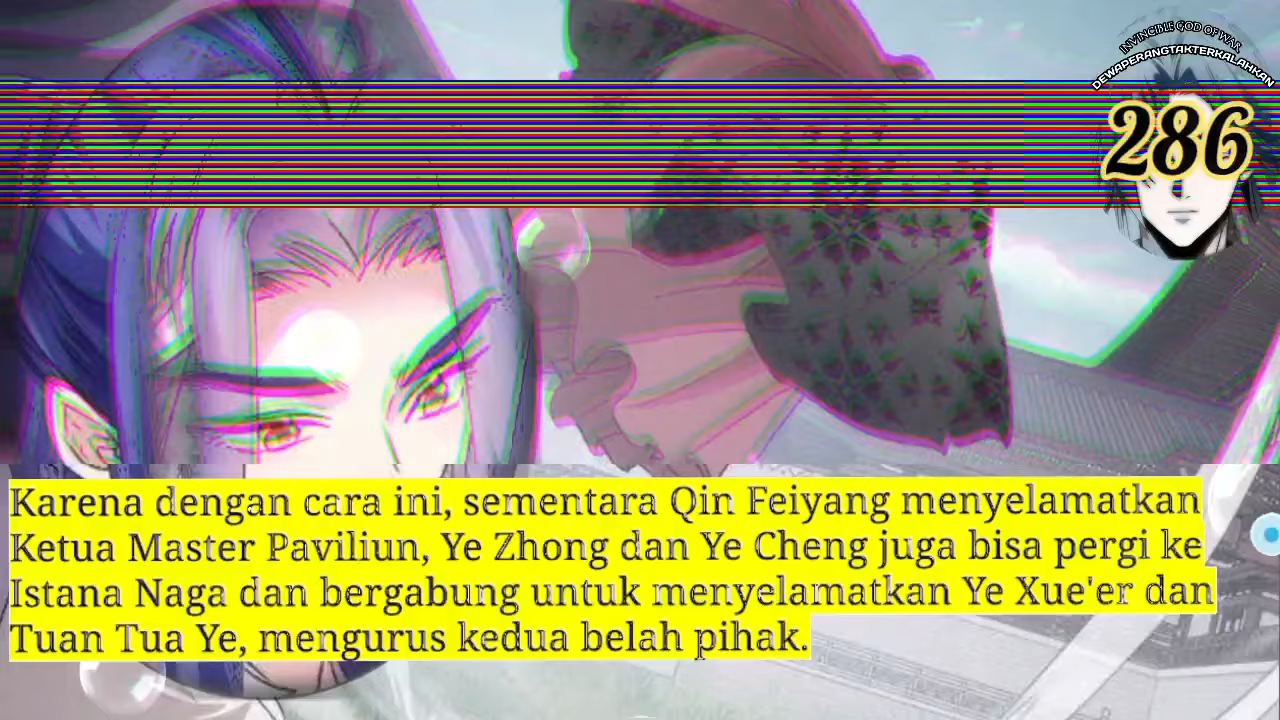 INVINCIBLE GOD OF WAR
DEWAPERANGTAKTERKALAHKAN
286
Karena dengan cara ini, sementara Qin Feiyang menyelamatkan
Ketua Master Paviliun, Ye Zhong dan Ye Cheng juga bisa pergi ke
Istana Naga dan bergabung untuk menyelamatkan Ye Xue'er dan
Tuan Tua Ye, mengurus kedua belah pihak.